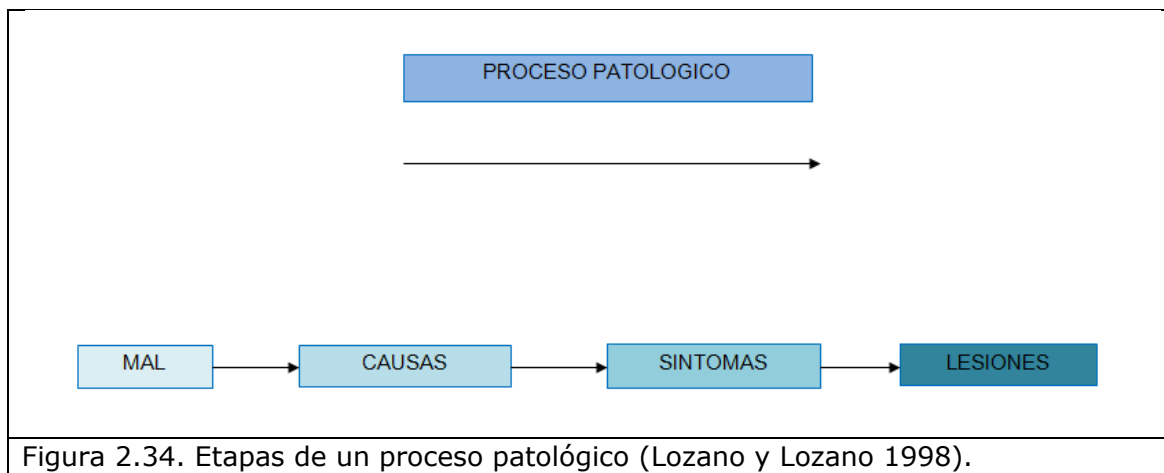 PROCESO PATOLOGICO
MAL
CAUSAS
SINTOMAS
LESIONES
Figura 2.34. Etapas de un proceso patológico (Lozano y Lozano 1998).